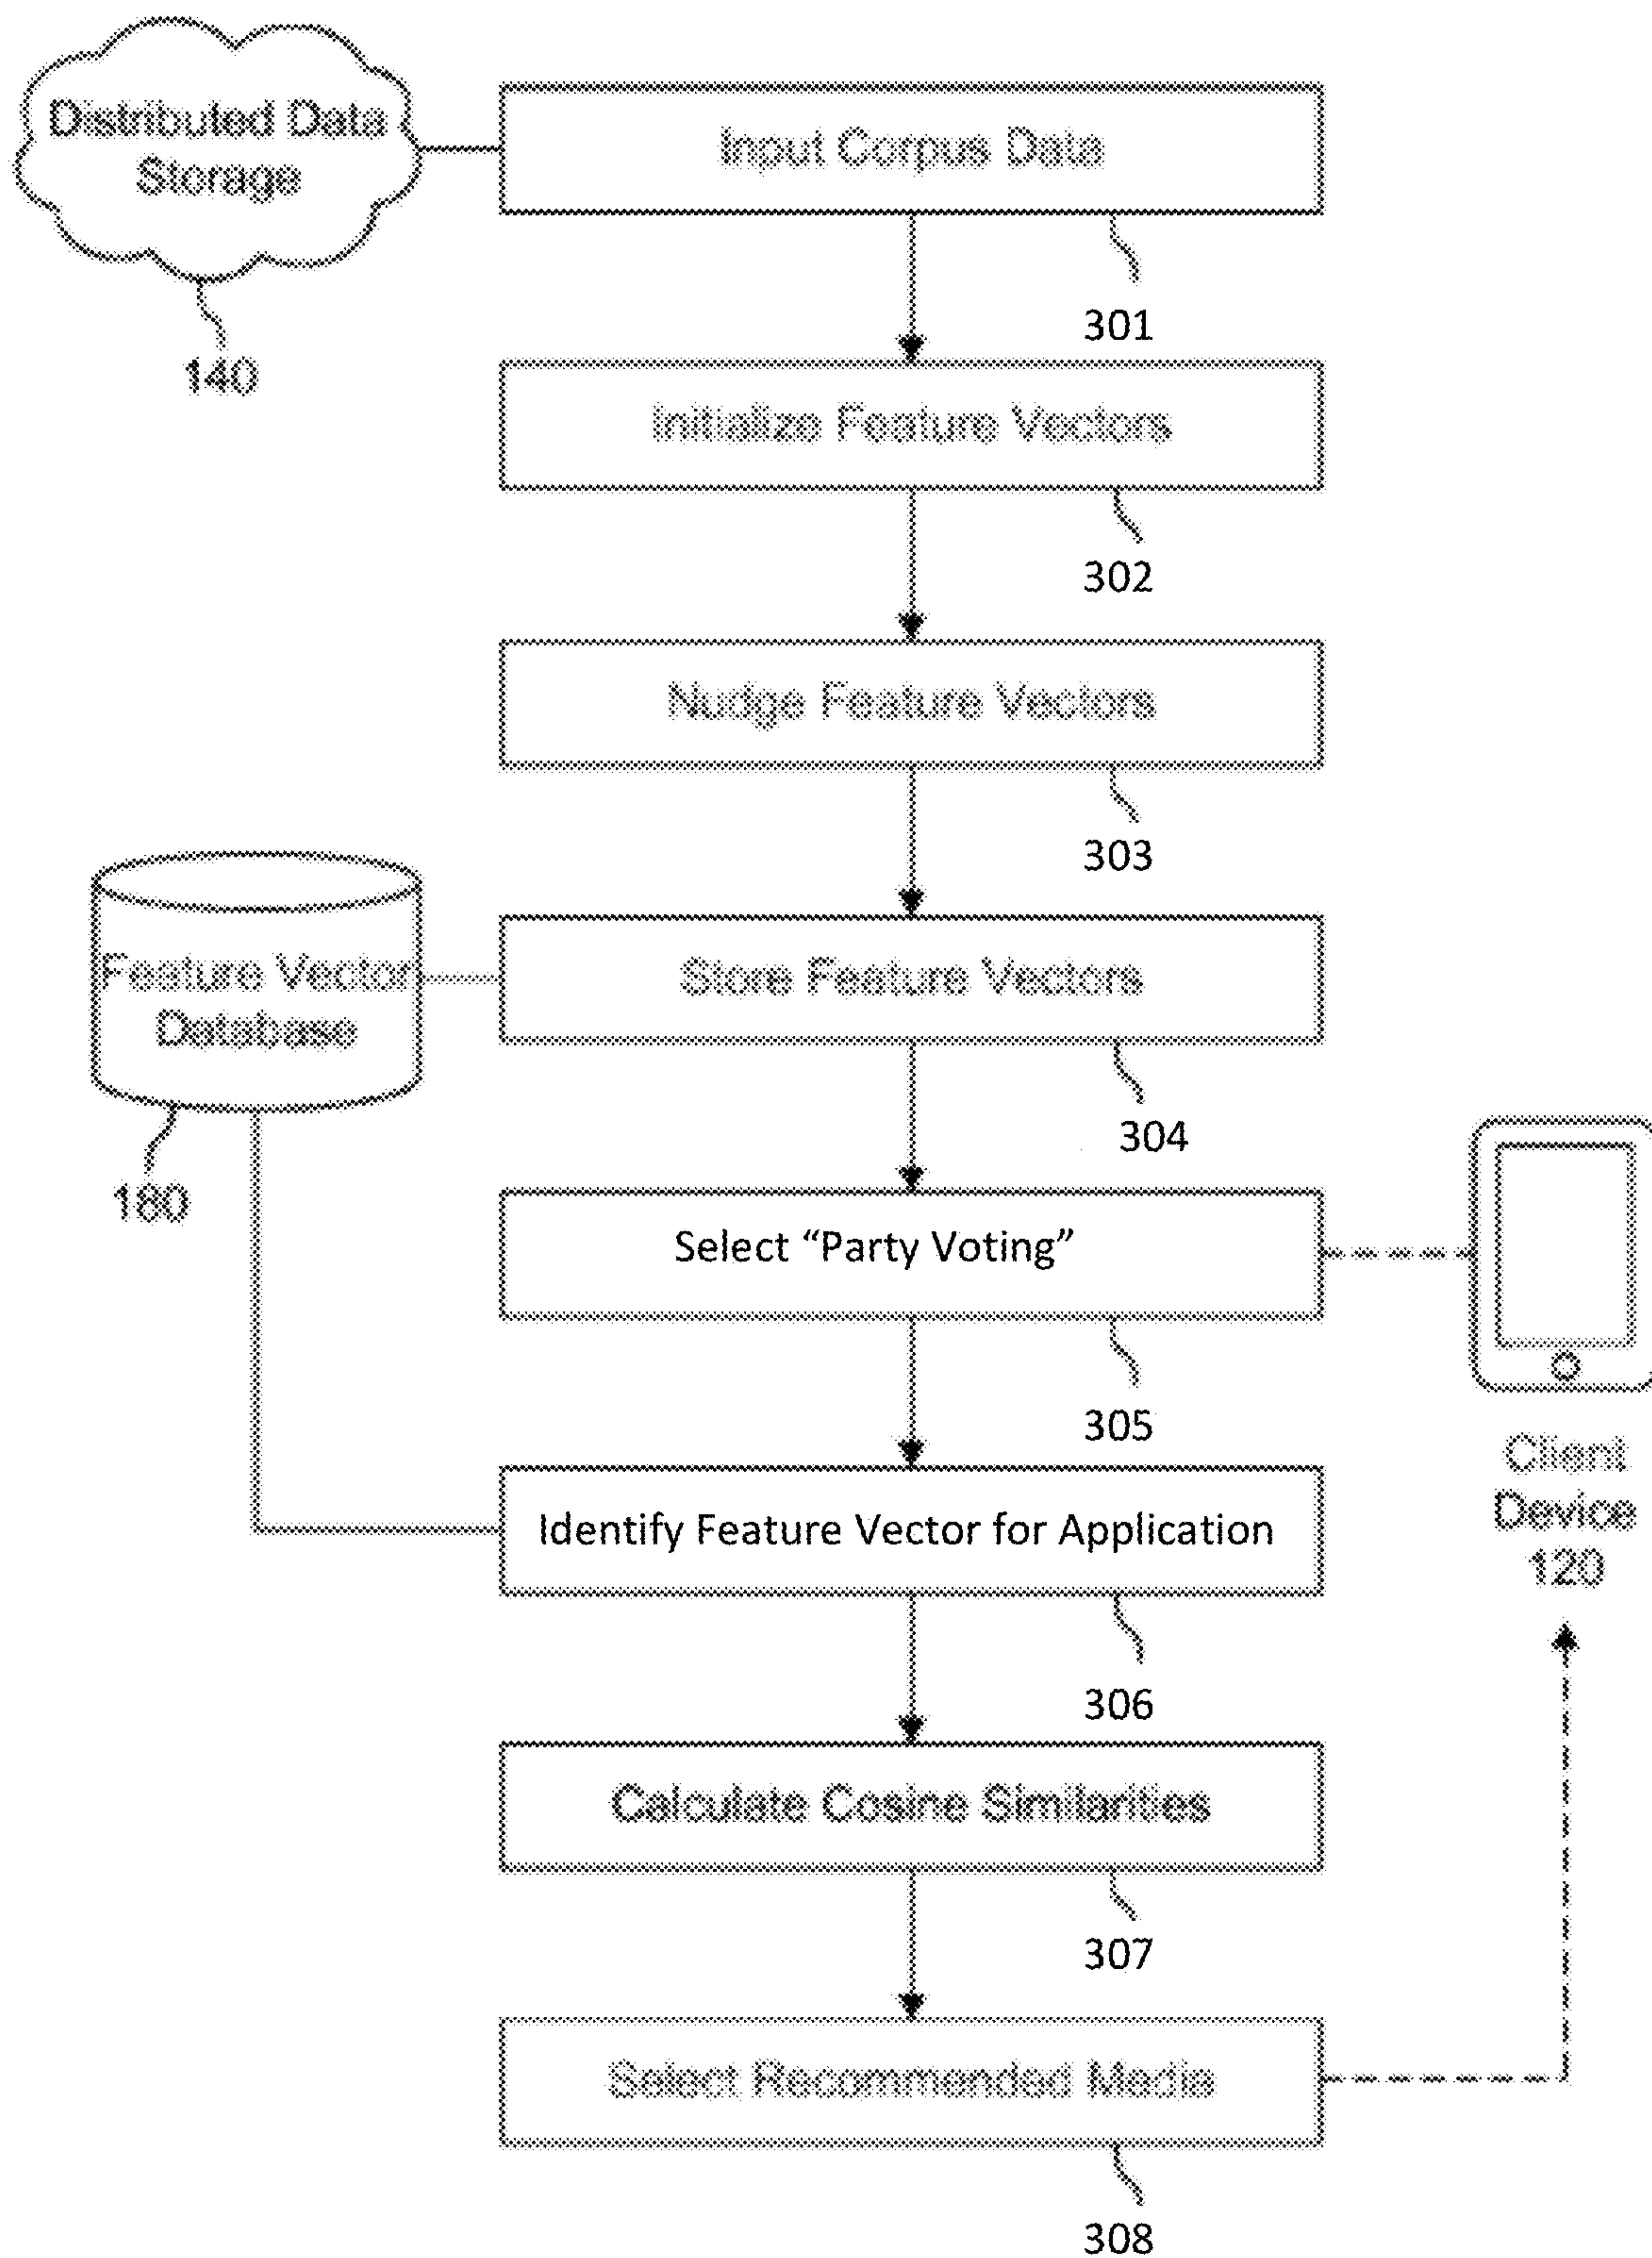 Distributed Data
Storage
140
Input Corpus Data
301
Initialize Feature Vectors
302
Nudge Feature Vectors
303
Feature Vector
Database
180
Store Feature Vectors
304
Select “Party Voting”
305
Client
Device
120
Identify Feature Vector for Application
306
Calculate Cosine Similarities
307
Select Recommended Media
308